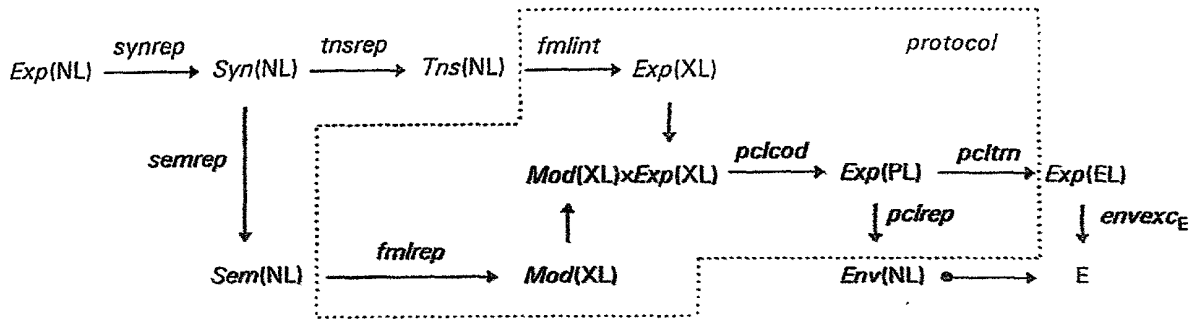 synrep tnsrep fmlint protocol
Exp(NL) Syn(NL) Tns(NL) Exp(XL)
semrep pclcod pcltrn
Mod(XL)×Exp(XL) Exp(PL) Exp(EL)
pclrep envexcE
fmlrep
Sem(NL) Mod(XL) Env(NL) E